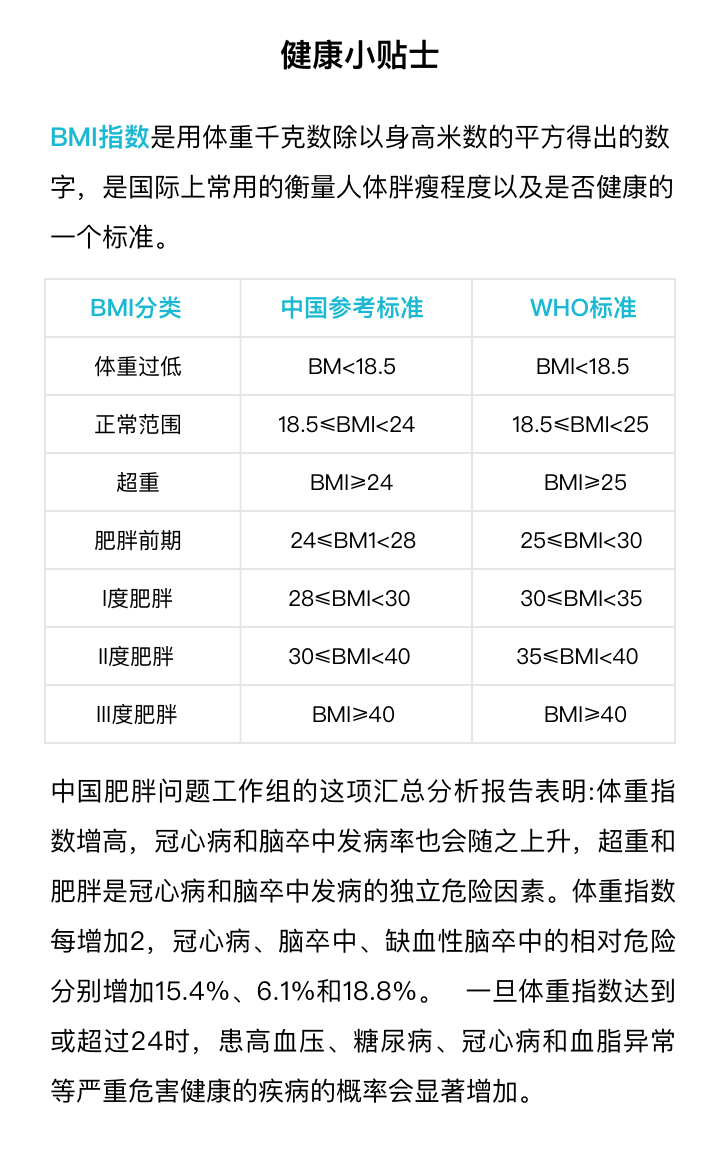 健康小贴士
BMI指数是用体重千克数除以身高米数的平方得出的数
字，是国际上常用的衡量人体胖瘦程度以及是否健康的
一个标准。
BMI分类 中国参考标准 WHO标准
体重过低 BM<18.5 BMI<18.5
正常范围 18.5≤BMI<24 18.5≤BMI<25
超重 BMI≥24 BMI≥25
肥胖前期 24≤BM1<28 25≤BMI<30
I度肥胖 28≤BMI<30 30≤BMI<35
II度肥胖 30≤BMI<40 35≤BMI<40
III度肥胖 BMI≥40 BMI≥40
中国肥胖问题工作组的这项汇总分析报告表明:体重指
数增高，冠心病和脑卒中发病率也会随之上升，超重和
肥胖是冠心病和脑卒中发病的独立危险因素。体重指数
每增加2，冠心病、脑卒中、缺血性脑卒中的相对危险
分别增加15.4%、6.1%和18.8%。 一旦体重指数达到
或超过24时，患高血压、糖尿病、冠心病和血脂异常
等严重危害健康的疾病的概率会显著增加。